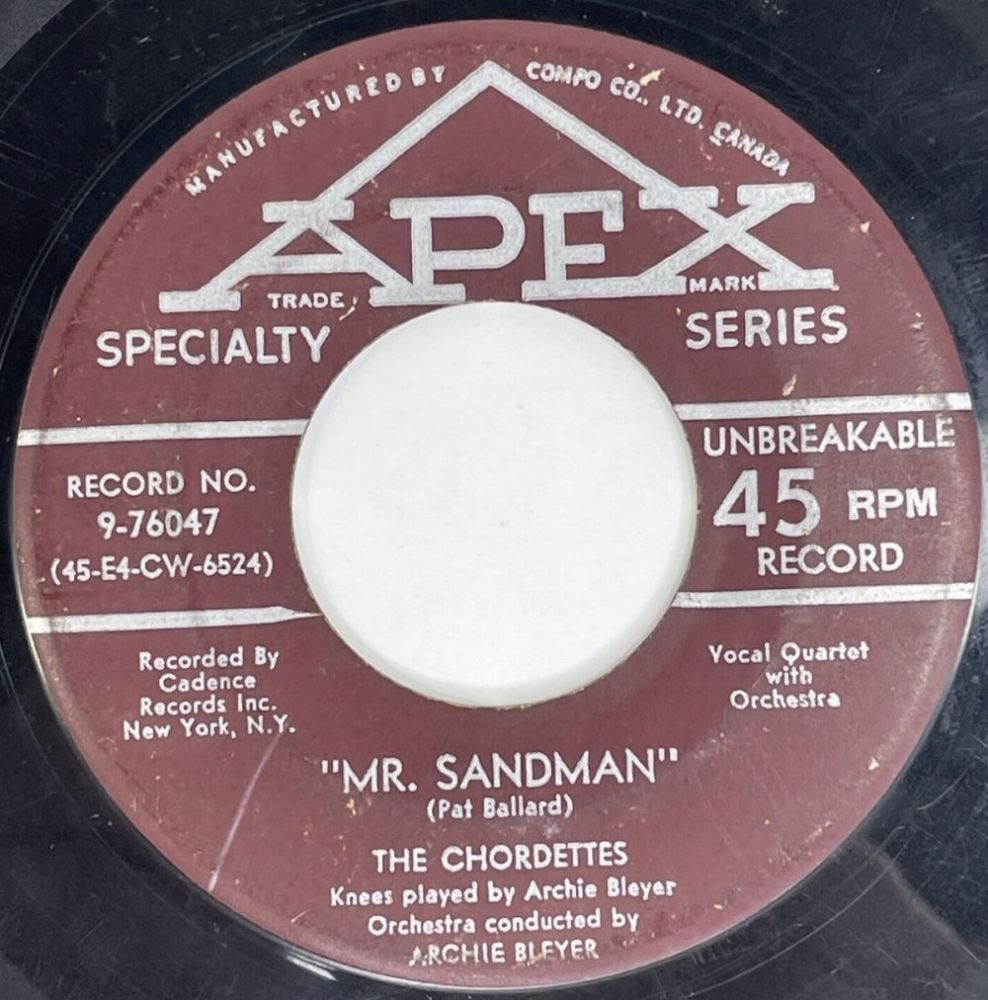 MANUFACTURED BY COMPO CO., LTD. CANADA
APEX
TRADE MARK
SPECIALTY SERIES
RECORD NO.
9-76047
(45-E4-CW-6524)
UNBREAKABLE
45 RPM
RECORD
Recorded By
Cadence
Records Inc.
New York, N.Y.
Vocal Quartet
with
Orchestra
"MR. SANDMAN"
(Pat Ballard)
THE CHORDETTES
Knees played by Archie Bleyer
Orchestra conducted by
ARCHIE BLEYER